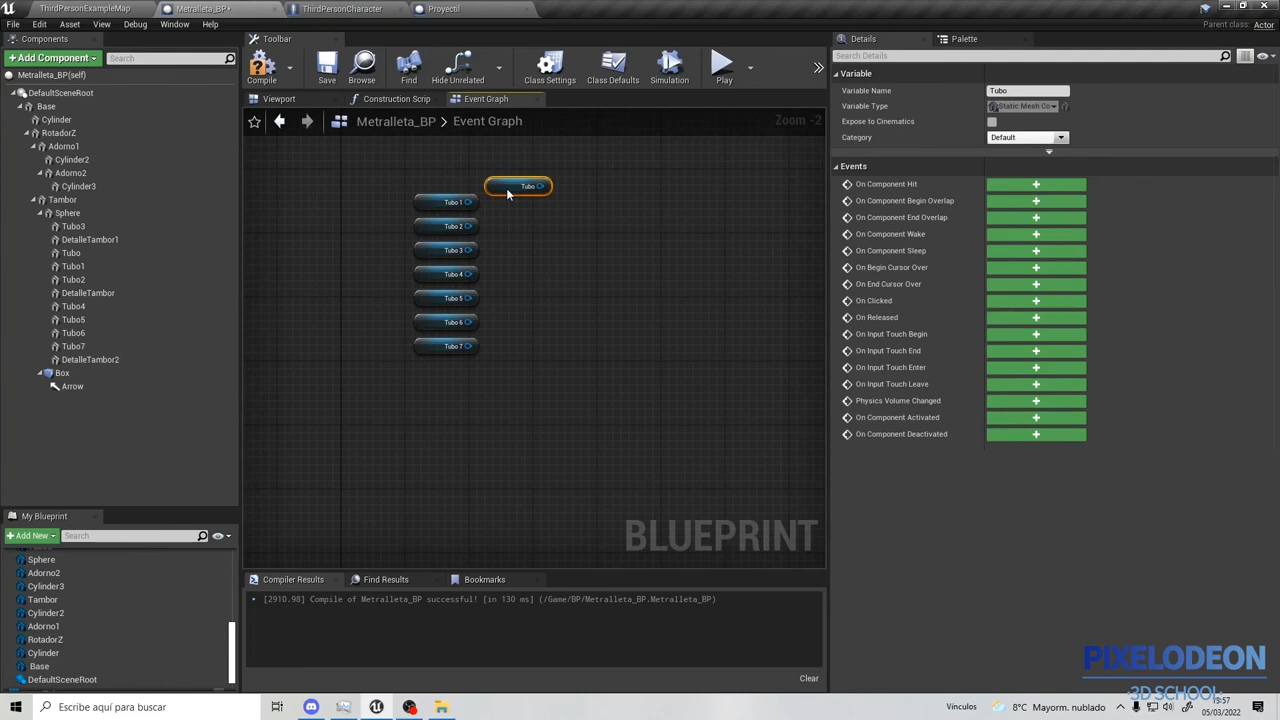 ThirdPersonExampleMap
Metralleta_BP*
ThirdPersonCharacter
Proyectil
File
Edit
Asset
View
Debug
Window
Help
Parent class: Actor
Components
+Add Component
Search
Metralleta_BP(self)
DefaultSceneRoot
Base
Cylinder
RotadorZ
Adorno1
Cylinder2
Adorno2
Cylinder3
Tambor
Sphere
Tubo3
DetalleTambor1
Tubo
Tubo1
Tubo2
DetalleTambor
Tubo4
Tubo5
Tubo6
Tubo7
DetalleTambor2
Box
Arrow
My Blueprint
+Add New
Search
Sphere
Adorno2
Cylinder3
Tambor
Cylinder2
Adorno1
RotadorZ
Cylinder
Base
DefaultSceneRoot
Toolbar
Compile
Save
Browse
Find
Hide Unrelated
Class Settings
Class Defaults
Simulation
Play
Viewport
Construction Scrip
Event Graph
Metralleta_BP > Event Graph
Zoom -2
Tubo
Tubo 1
Tubo 2
Tubo 3
Tubo 4
Tubo 5
Tubo 6
Tubo 7
BLUEPRINT
Compiler Results
Find Results
Bookmarks
[2910.98] Compile of Metralleta_BP successful! [in 130 ms] (/Game/BP/Metralleta_BP.Metralleta_BP)
Clear
Details
Palette
Search Details
Variable
Variable Name
Tubo
Variable Type
Static Mesh Co
Expose to Cinematics
Category
Default
Events
On Component Hit
On Component Begin Overlap
On Component End Overlap
On Component Wake
On Component Sleep
On Begin Cursor Over
On End Cursor Over
On Clicked
On Released
On Input Touch Begin
On Input Touch End
On Input Touch Enter
On Input Touch Leave
Physics Volume Changed
On Component Activated
On Component Deactivated
PIXELODEON
3D SCHOOL
Escribe aquí para buscar
Vínculos
8°C Mayorm. nublado
15:57
05/03/2022